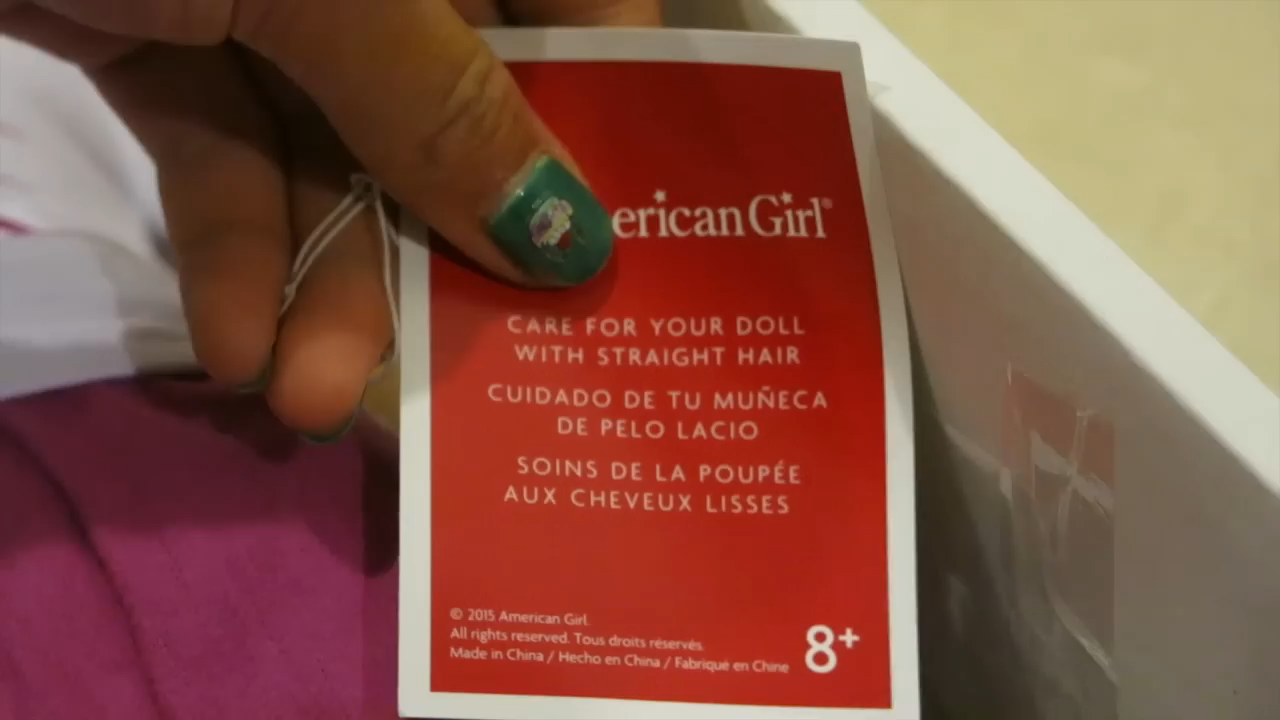 erican Girl®
CARE FOR YOUR DOLL
WITH STRAIGHT HAIR
CUIDADO DE TU MUÑECA
DE PELO LACIO
SOINS DE LA POUPÉE
AUX CHEVEUX LISSES
© 2015 American Girl.
All rights reserved. Tous droits réservés.
Made in China / Hecho en China / Fabriqué en Chine
8+